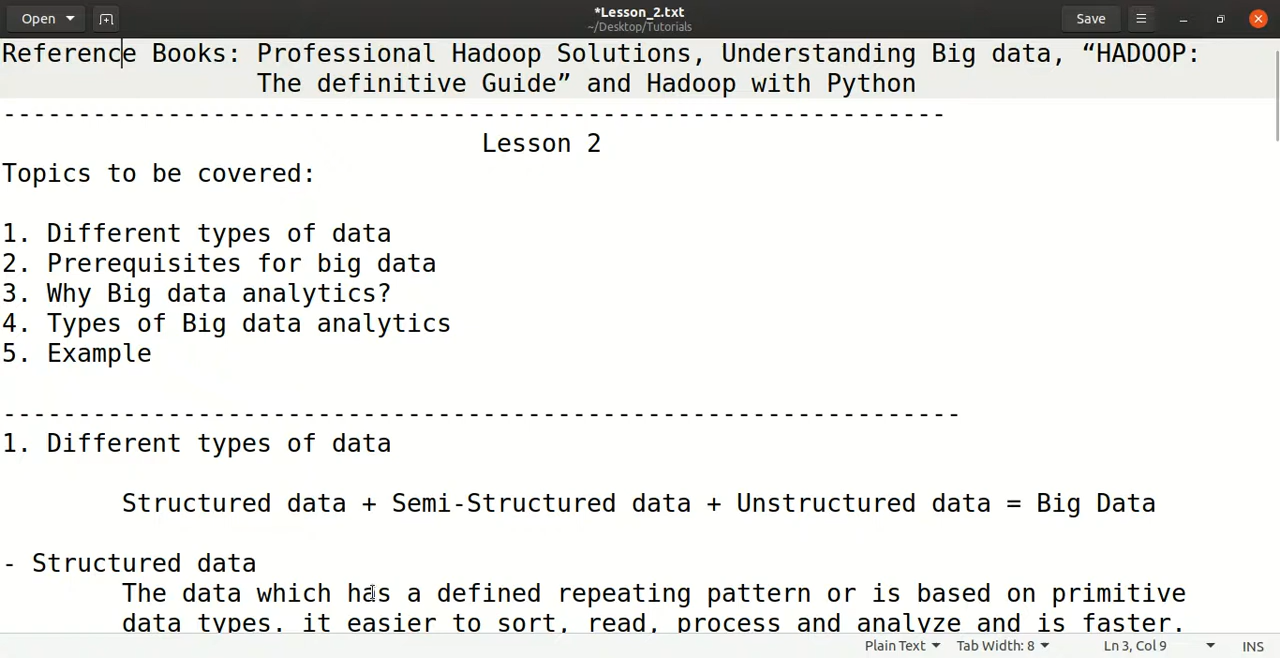 Open
*Lesson_2.txt
~/Desktop/Tutorials
Save
Reference Books: Professional Hadoop Solutions, Understanding Big data, “HADOOP:
The definitive Guide” and Hadoop with Python
---------------------------------------------------------------
Lesson 2
Topics to be covered:
1. Different types of data
2. Prerequisites for big data
3. Why Big data analytics?
4. Types of Big data analytics
5. Example
----------------------------------------------------------------
1. Different types of data
Structured data + Semi-Structured data + Unstructured data = Big Data
- Structured data
The data which has a defined repeating pattern or is based on primitive
data types. it easier to sort, read, process and analyze and is faster.
Plain Text
Tab Width: 8
Ln 3, Col 9
INS